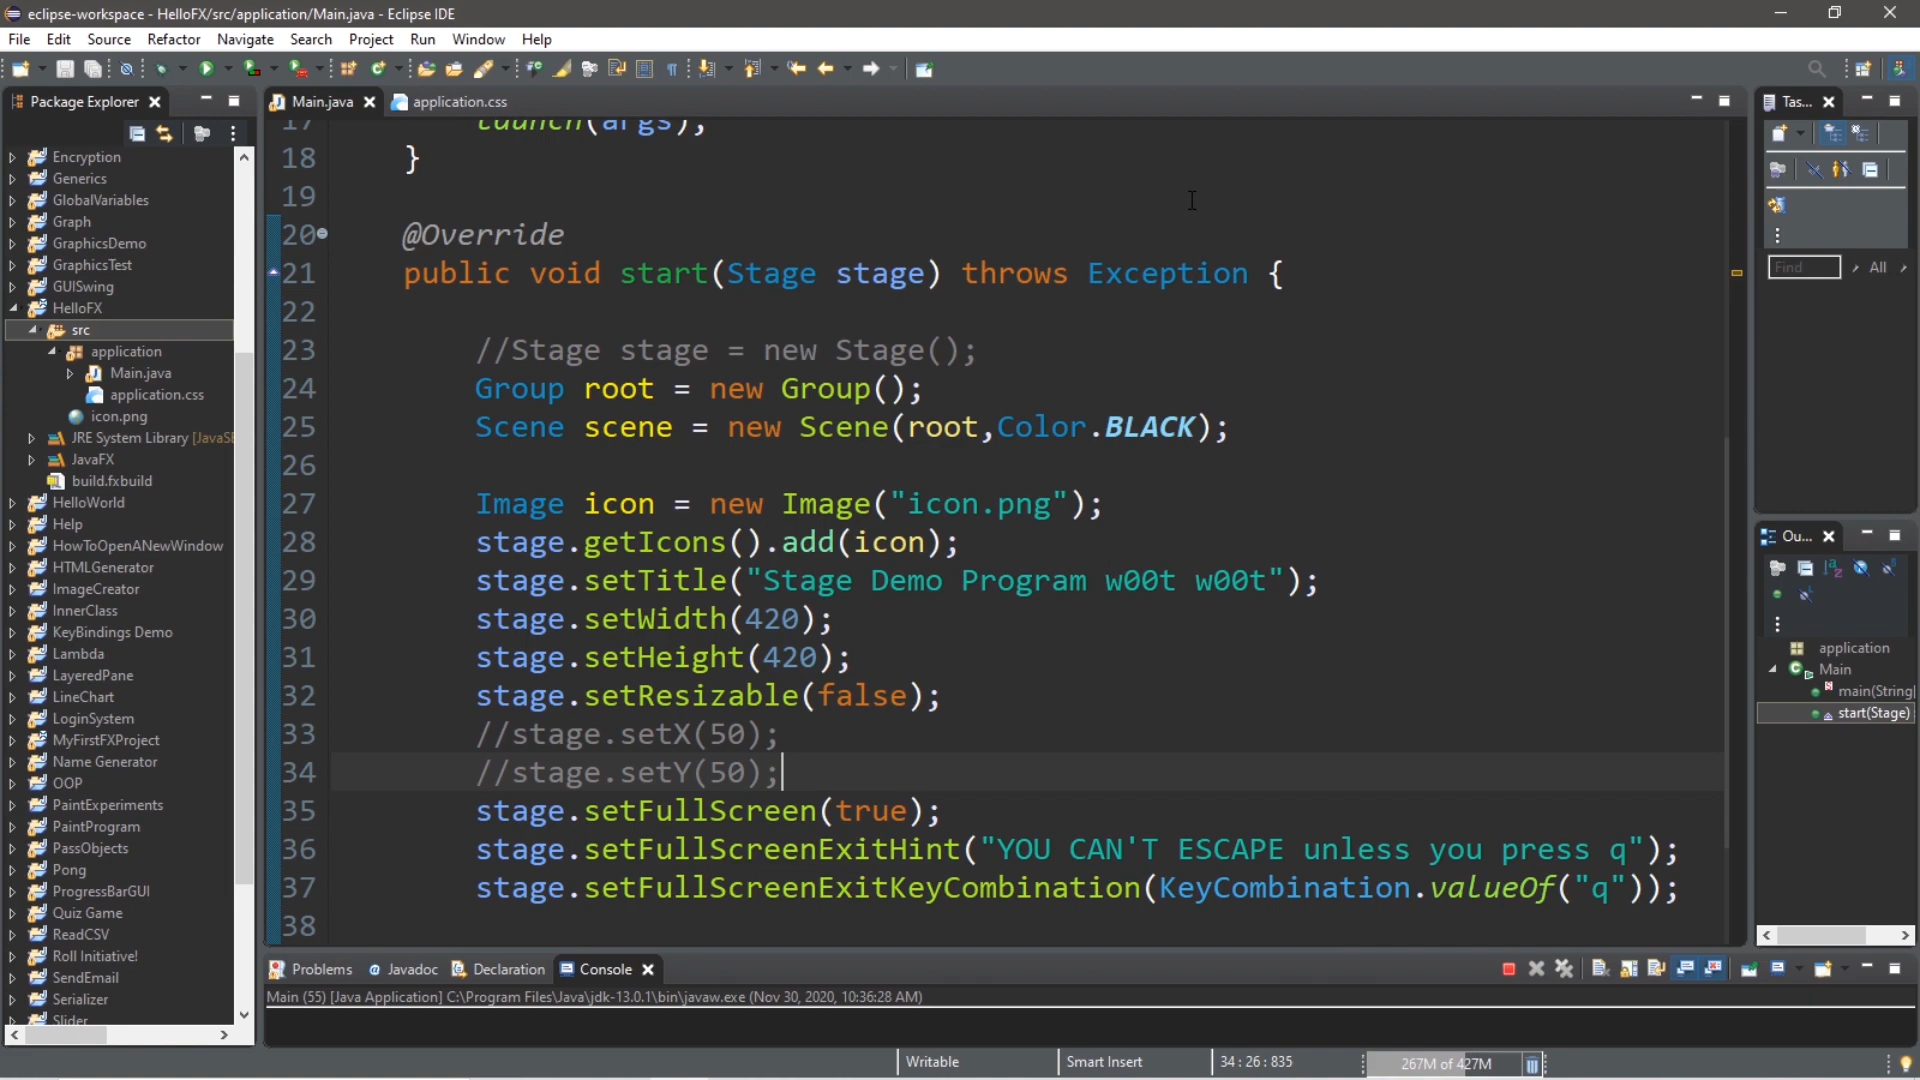 eclipse-workspace - HelloFX/src/application/Main.java - Eclipse IDE
File Edit Source Refactor Navigate Search Project Run Window Help
Package Explorer
Main.java
application.css
Tas...
Encryption
Generics
GlobalVariables
Graph
GraphicsDemo
GraphicsTest
GUISwing
HelloFX
src
application
Main.java
application.css
icon.png
JRE System Library [JavaSE
JavaFX
build.fxbuild
HelloWorld
Help
HowToOpenANewWindow
HTMLGenerator
ImageCreator
InnerClass
KeyBindings Demo
Lambda
LayeredPane
LineChart
LoginSystem
MyFirstFXProject
Name Generator
OOP
PaintExperiments
PaintProgram
PassObjects
Pong
ProgressBarGUI
Quiz Game
ReadCSV
Roll Initiative!
SendEmail
Serializer
Slider
17 launch(args);
18 }
19
20 @Override
21 public void start(Stage stage) throws Exception {
22
23 //Stage stage = new Stage();
24 Group root = new Group();
25 Scene scene = new Scene(root,Color.BLACK);
26
27 Image icon = new Image("icon.png");
28 stage.getIcons().add(icon);
29 stage.setTitle("Stage Demo Program w00t w00t");
30 stage.setWidth(420);
31 stage.setHeight(420);
32 stage.setResizable(false);
33 //stage.setX(50);
34 //stage.setY(50);
35 stage.setFullScreen(true);
36 stage.setFullScreenExitHint("YOU CAN'T ESCAPE unless you press q");
37 stage.setFullScreenExitKeyCombination(KeyCombination.valueOf("q"));
38
Find
All
Ou...
application
Main
main(String[
start(Stage)
Problems
Javadoc
Declaration
Console
Main (55) [Java Application] C:\Program Files\Java\jdk-13.0.1\bin\javaw.exe (Nov 30, 2020, 10:36:28 AM)
Writable
Smart Insert
34 : 26 : 835
267M of 427M